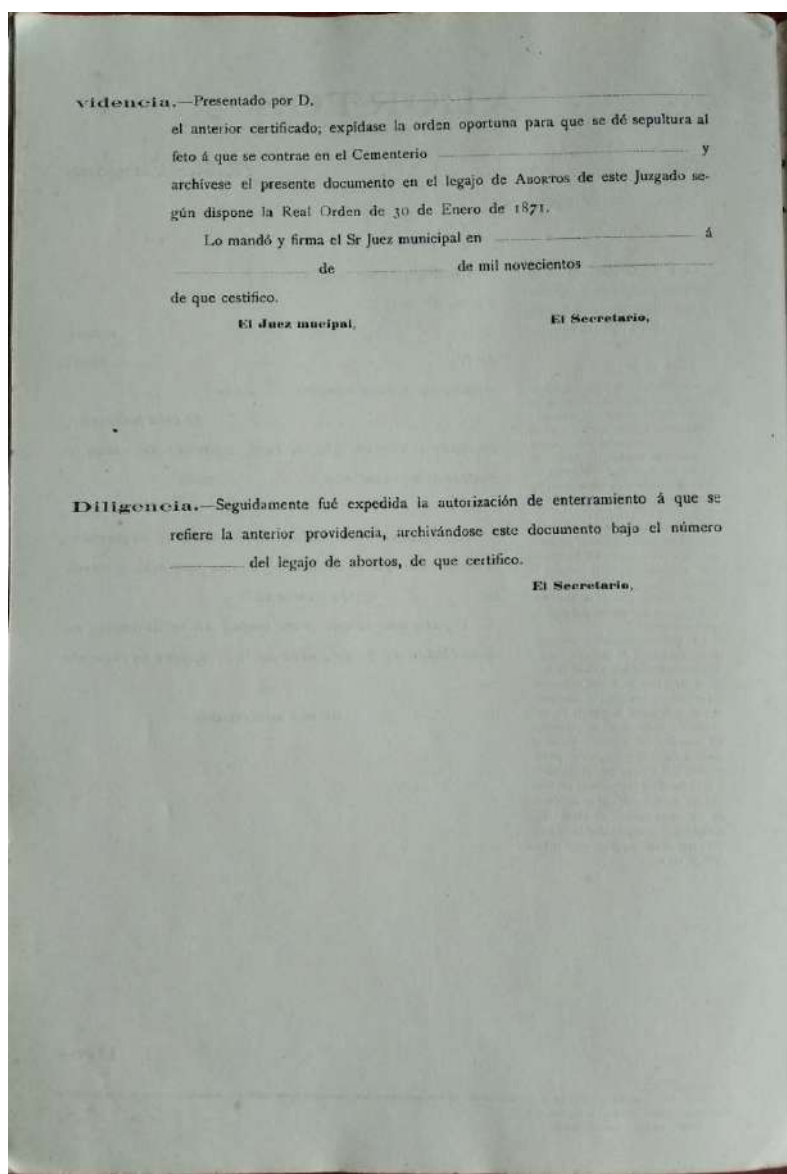 videncia.—Presentado por D.
el anterior certificado; expídase la orden oportuna para que se dé sepultura al
feto á que se contrae en el Cementerio y
archívese el presente documento en el legajo de ABORTOS de este Juzgado se-
gún dispone la Real Orden de 30 de Enero de 1871.
Lo mandó y firma el Sr Juez municipal en á
de de mil novecientos
de que cestifico.
El Juez mucipal, El Secretario,
Diligencia.—Seguidamente fué expedida la autorización de enterramiento á que se
refiere la anterior providencia, archivándose este documento bajo el número
del legajo de abortos, de que certifico.
El Secretario,